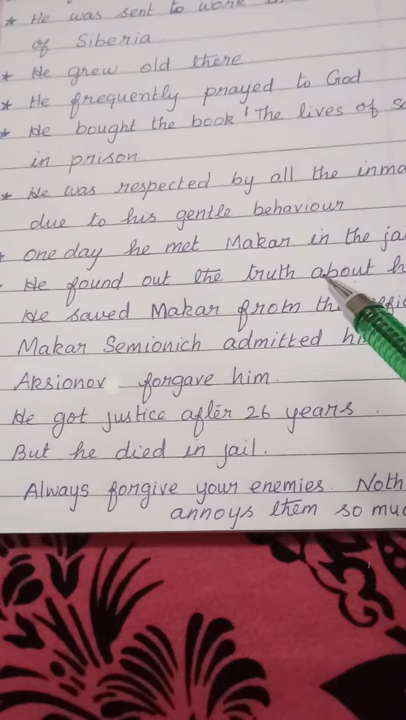 * He was sent to work
of Siberia
* He grew old there
* He frequently prayed to God
* He bought the book 'The lives of
in prison
* He was respected by all the
due to his gentle behaviour
* One day he met Makar in the
He found out the truth about
He saved Makar from
Makar Semionich admitted
Aksionov forgave him.
He got justice after 26 years.
But he died in jail.
Always forgive your enemies. Noth
annoys them so muc